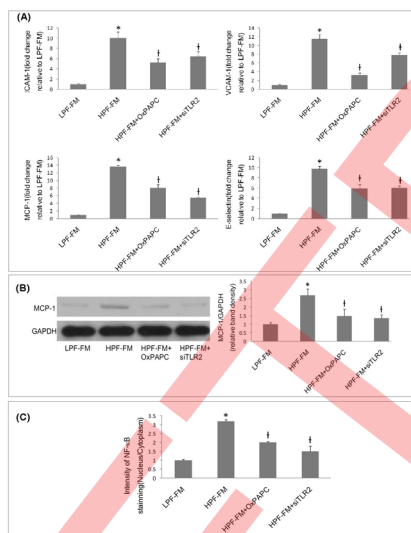 (A)
ICAM-1(fold change
relative to LPF-FM)
12
10
8
6
4
2
0
*
ƚ
ƚ
LPF-FM
HPF-FM
HPF-FM+OxPAPC
HPF-FM+siTLR2
VCAM-1(fold change
relative to LPF-FM)
14
12
10
8
6
4
2
0
*
ƚ
ƚ
LPF-FM
HPF-FM
HPF-FM+OxPAPC
HPF-FM+siTLR2
MCP-1(fold change
relative to LPF-FM)
16
14
12
10
8
6
4
2
0
*
ƚ
ƚ
LPF-FM
HPF-FM
HPF-FM+OxPAPC
HPF-FM+siTLR2
E-selectin(fold change
relative to LPF-FM)
12
10
8
6
4
2
0
*
ƚ
ƚ
LPF-FM
HPF-FM
HPF-FM+OxPAPC
HPF-FM+siTLR2
(B)
MCP-1
GAPDH
LPF-FM HPF-FM HPF-FM+ HPF-FM+
OxPAPC siTLR2
MCP-1/GAPDH
(relative band density)
3.5
3
2.5
2
1.5
1
0.5
0
*
ƚ
ƚ
LPF-FM
HPF-FM
HPF-FM+OxPAPC
HPF-FM+siTLR2
(C)
Intensity of NF-κB
stainning(Nucleus/Cytoplasm)
3.5
3
2.5
2
1.5
1
0.5
0
*
ƚ
ƚ
LPF-FM
HPF-FM
HPF-FM+OxPAPC
HPF-FM+siTLR2